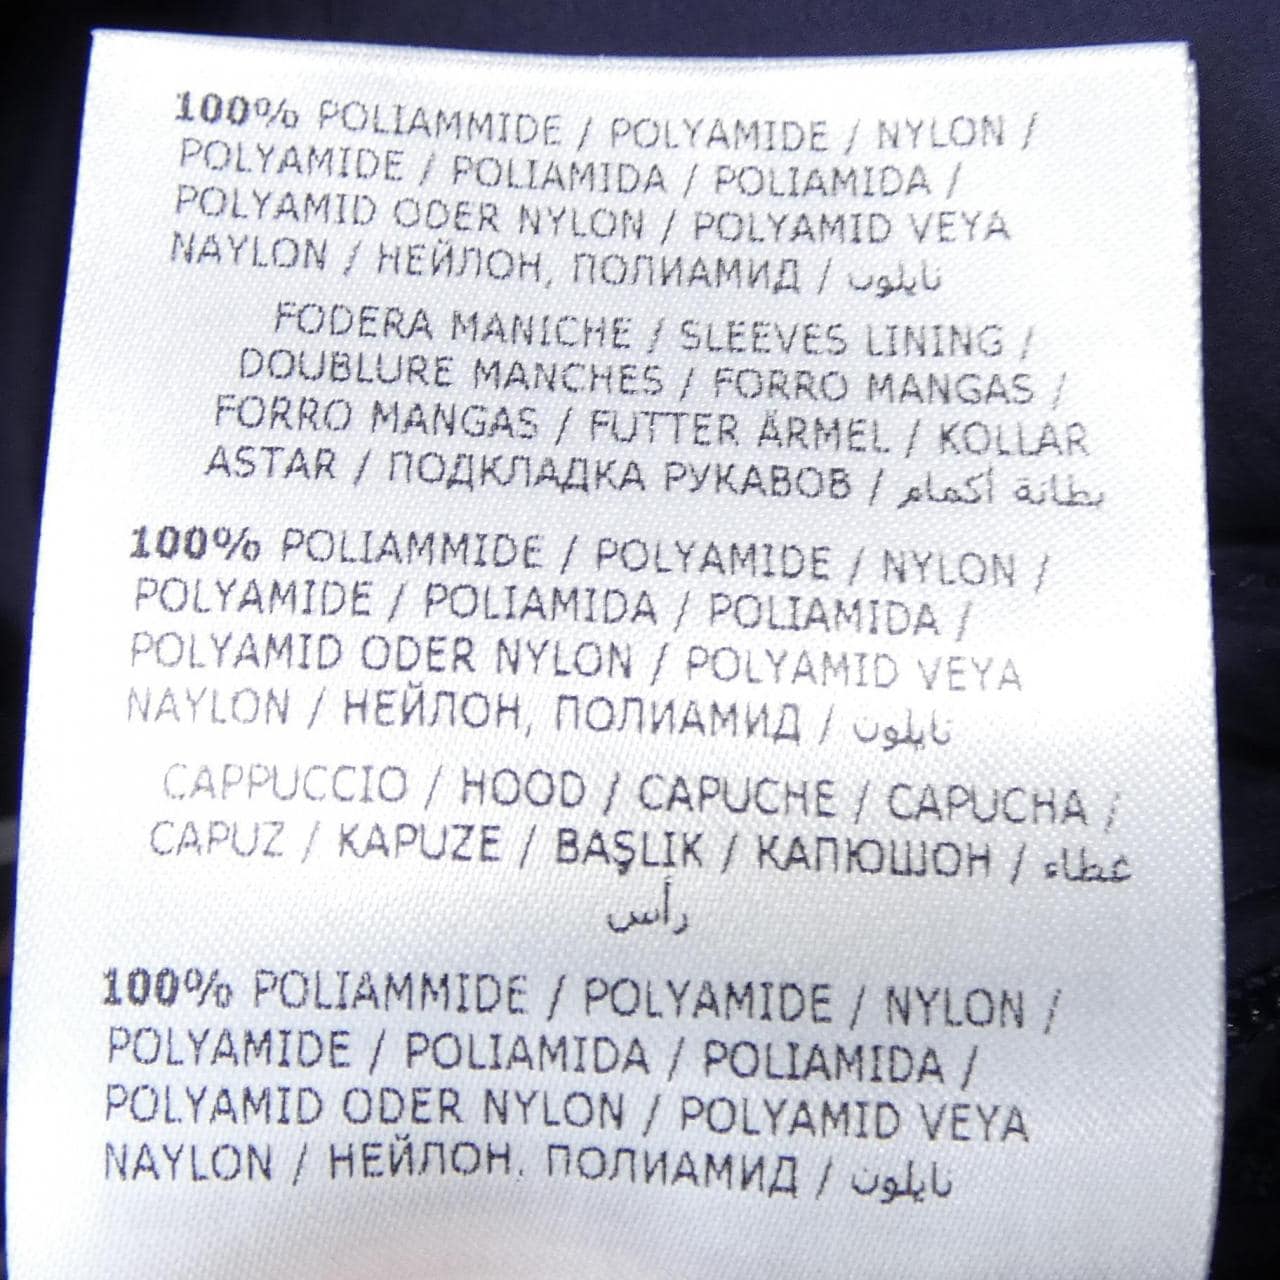 100% POLIAMMIDE / POLYAMIDE / NYLON /
POLYAMIDE / POLIAMIDA / POLIAMIDA /
POLYAMID ODER NYLON / POLYAMID VEYA
NAYLON / НЕЙЛОН, ПОЛИАМИД / نايلون
FODERA MANICHE / SLEEVES LINING /
DOUBLURE MANCHES / FORRO MANGAS /
FORRO MANGAS / FUTTER ÄRMEL / KOLLAR
ASTAR / ПОДКЛАДКА РУКАВОВ / بطانة أكمام
100% POLIAMMIDE / POLYAMIDE / NYLON /
POLYAMIDE / POLIAMIDA / POLIAMIDA /
POLYAMID ODER NYLON / POLYAMID VEYA
NAYLON / НЕЙЛОН, ПОЛИАМИД / نايلون
CAPPUCCIO / HOOD / CAPUCHE / CAPUCHA /
CAPUZ / KAPUZE / BAŞLIK / КАПЮШОН / غطاء
رأس
100% POLIAMMIDE / POLYAMIDE / NYLON /
POLYAMIDE / POLIAMIDA / POLIAMIDA /
POLYAMID ODER NYLON / POLYAMID VEYA
NAYLON / НЕЙЛОН, ПОЛИАМИД / نايلون